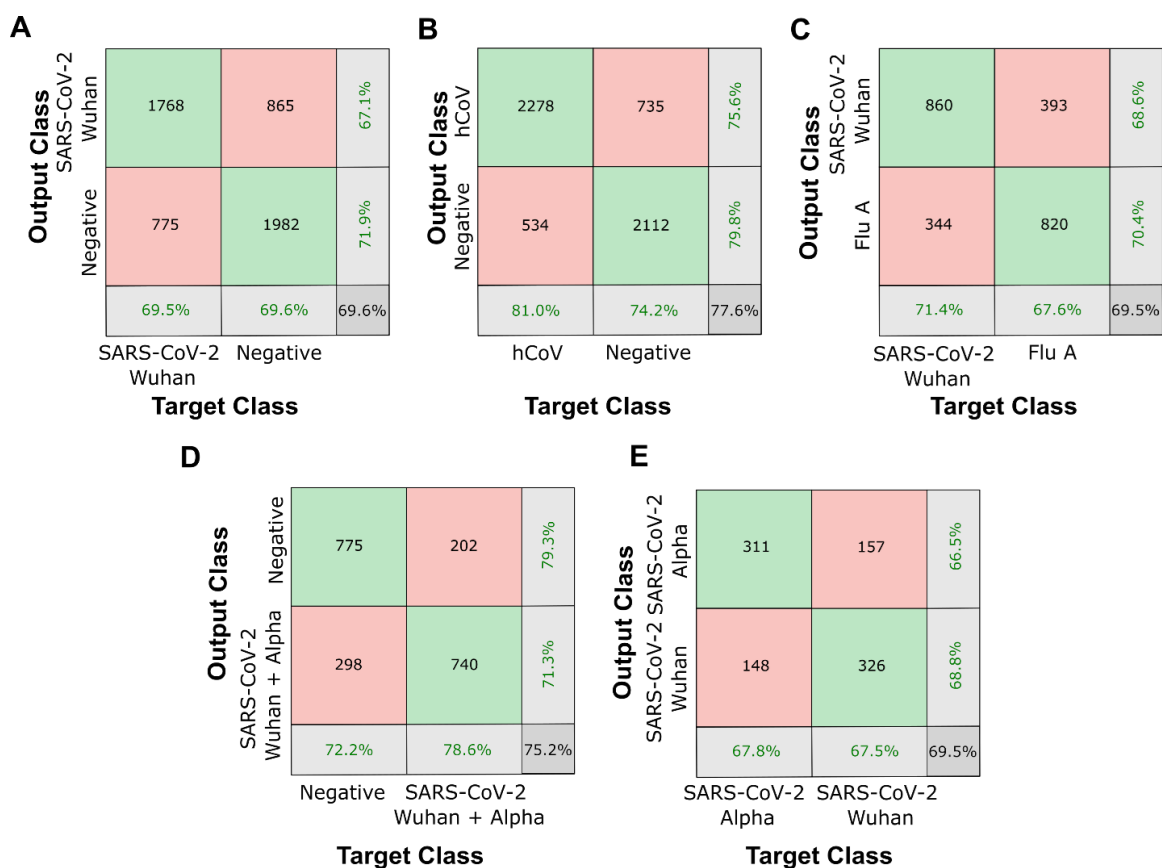 A
Output Class
SARS-CoV-2
Wuhan
Negative
1768
865
67.1%
775
1982
71.9%
69.5%
69.6%
69.6%
SARS-CoV-2
Wuhan
Negative
Target Class
B
Output Class
hCoV
Negative
2278
735
75.6%
534
2112
79.8%
81.0%
74.2%
77.6%
hCoV
Negative
Target Class
C
Output Class
SARS-CoV-2
Wuhan
Flu A
860
393
68.6%
344
820
70.4%
71.4%
67.6%
69.5%
SARS-CoV-2
Wuhan
Flu A
Target Class
D
Output Class
Negative
SARS-CoV-2
Wuhan + Alpha
775
202
79.3%
298
740
71.3%
72.2%
78.6%
75.2%
Negative
SARS-CoV-2
Wuhan + Alpha
Target Class
E
Output Class
SARS-CoV-2
Alpha
SARS-CoV-2
Wuhan
311
157
66.5%
148
326
68.8%
67.8%
67.5%
69.5%
SARS-CoV-2
Alpha
SARS-CoV-2
Wuhan
Target Class